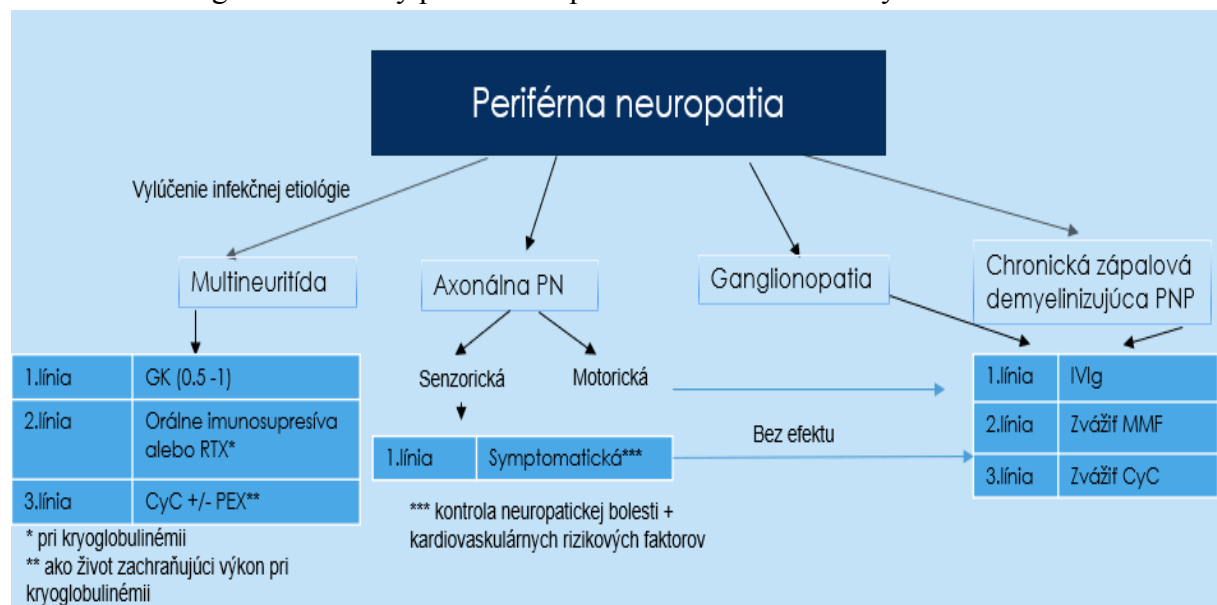 Periférna neuropatia
Vylúčenie infekčnej etiológie
Multineuritída
Axonálna PN
Ganglionopatia
Chronická zápalová
demyelinizujúca PNP
1.línia GK (0.5 -1)
2.línia Orálne imunosupresíva
alebo RTX*
3.línia CyC +/- PEX**
* pri kryoglobulinémii
** ako život zachraňujúci výkon pri
kryoglobulinémii
Senzorická
Motorická
1.línia Symptomatická***
*** kontrola neuropatickej bolesti +
kardiovaskulárnych rizikových faktorov
Bez efektu
1.línia IVIg
2.línia Zvážiť MMF
3.línia Zvážiť CyC